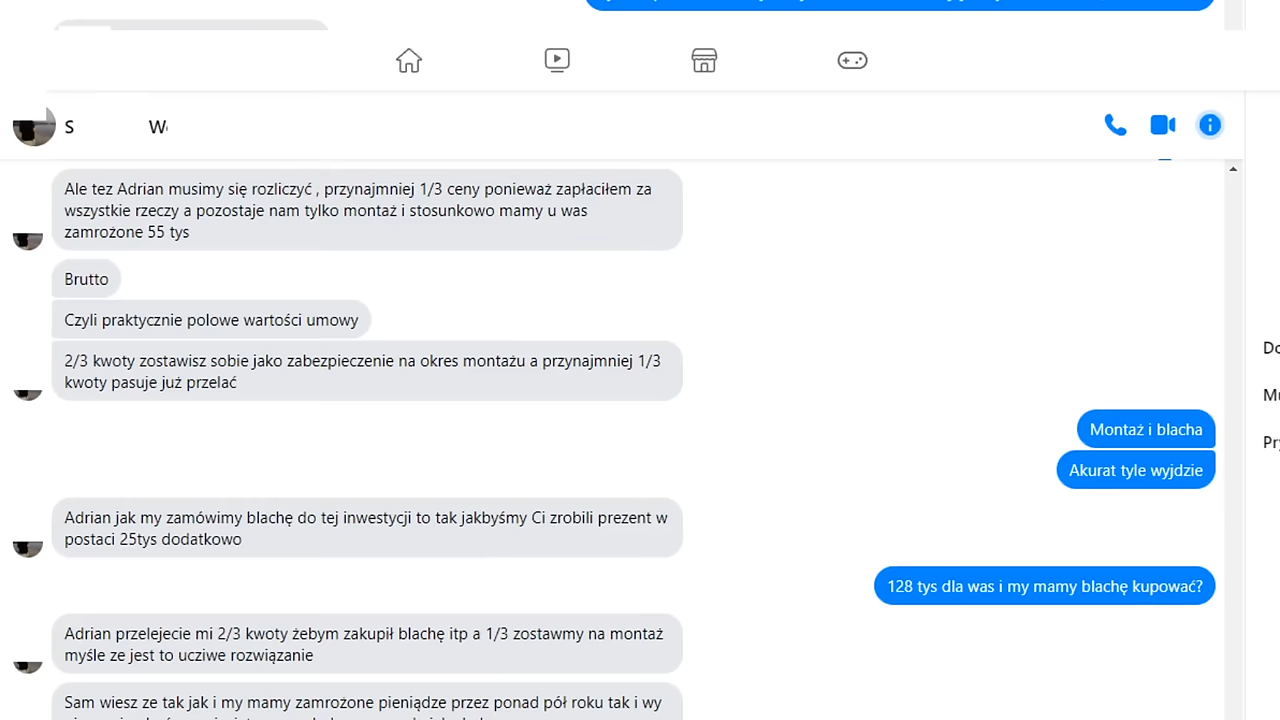 S W
Ale tez Adrian musimy się rozliczyć , przynajmniej 1/3 ceny ponieważ zapłaciłem za
wszystkie rzeczy a pozostaje nam tylko montaż i stosunkowo mamy u was
zamrożone 55 tys
Brutto
Czyli praktycznie polowe wartości umowy
2/3 kwoty zostawisz sobie jako zabezpieczenie na okres montażu a przynajmniej 1/3
kwoty pasuje już przelać
Montaż i blacha
Akurat tyle wyjdzie
Adrian jak my zamówimy blachę do tej inwestycji to tak jakbyśmy Ci zrobili prezent w
postaci 25tys dodatkowo
128 tys dla was i my mamy blachę kupować?
Adrian przelejecie mi 2/3 kwoty żebym zakupił blachę itp a 1/3 zostawmy na montaż
myśle ze jest to uczciwe rozwiązanie
Sam wiesz ze tak jak i my mamy zamrożone pieniądze przez ponad pół roku tak i wy
Do
Mu
Pry